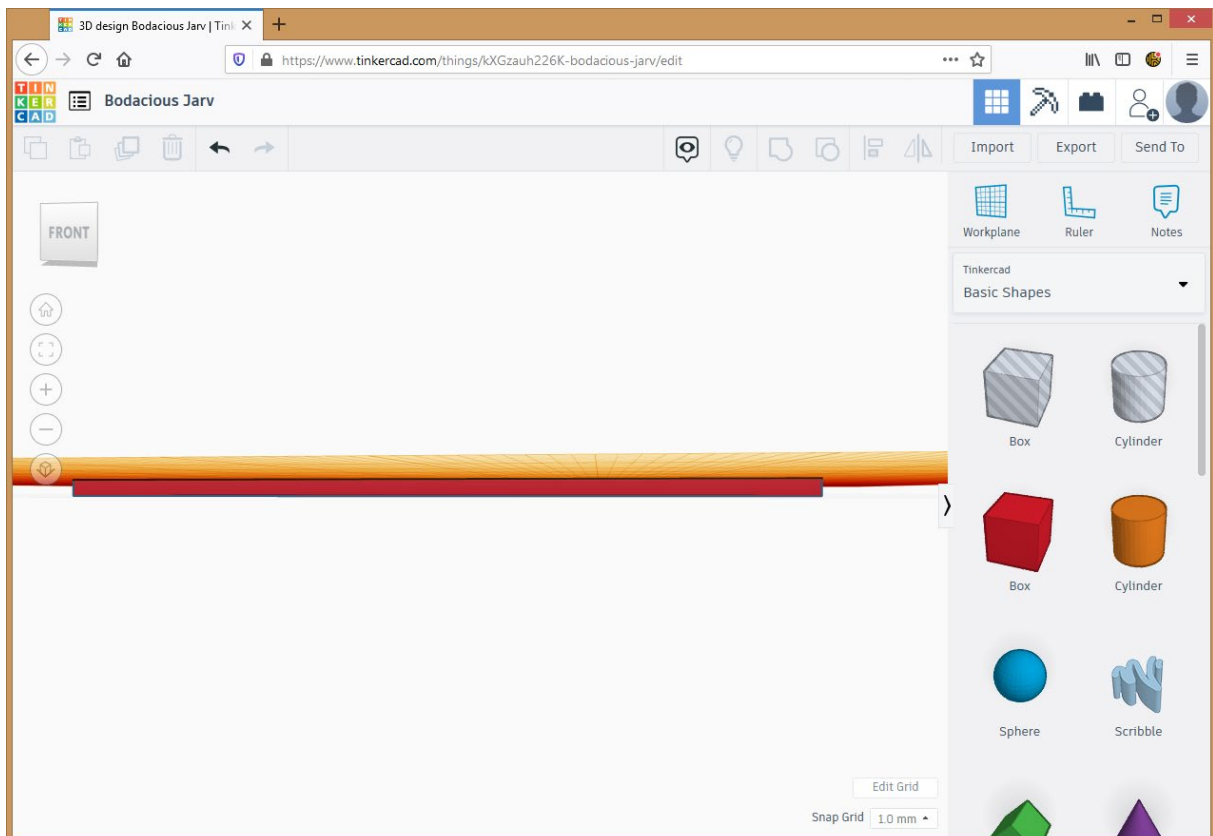 3D design Bodacious Jarv | Tink
https://www.tinkercad.com/things/kXGzauh226K-bodacious-jarv/edit
TIN
KER
CAD
Bodacious Jarv
Import Export Send To
FRONT
Workplane Ruler Notes
Tinkercad
Basic Shapes
Box Cylinder
Box Cylinder
Sphere Scribble
Edit Grid
Snap Grid 1.0 mm